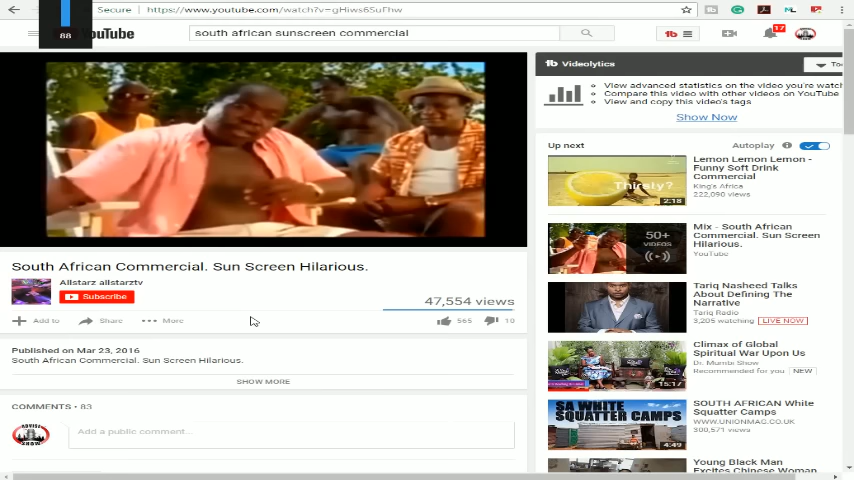 Secure
https://www.youtube.com/watch?v=gHiws6SuFhw
88
YouTube
south african sunscreen commercial
17
South African Commercial. Sun Screen Hilarious.
Allstarz allstarztv
Subscribe
47,554 views
Add to
Share
More
565
10
Published on Mar 23, 2016
South African Commercial. Sun Screen Hilarious.
SHOW MORE
COMMENTS • 83
Add a public comment...
Videolytics
View advanced statistics on the video you're watch
Compare this video with other videos on YouTube
View and copy this video's tags
Show Now
Up next
Autoplay
Thirsty?
2:18
Lemon Lemon Lemon -
Funny Soft Drink
Commercial
King's Africa
222,090 views
50+
VIDEOS
Mix - South African
Commercial. Sun Screen
Hilarious.
YouTube
Tariq Nasheed Talks
About Defining The
Narrative
Tariq Radio
3,205 watching
LIVE NOW
15:17
Climax of Global
Spiritual War Upon Us
Dr. Mumbi Show
Recommended for you
NEW
SA WHITE
SQUATTER CAMPS
4:49
SOUTH AFRICAN White
Squatter Camps
WWW.UNIONMAC.CO.UK
300,571 views
Young Black Man
Excites Chinese Woman